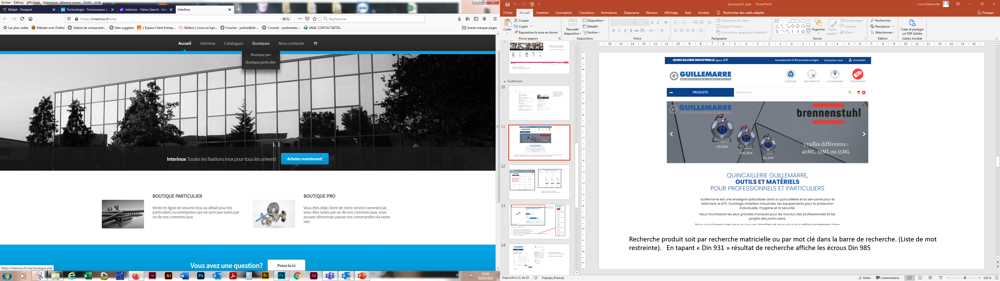 Fichier Édition Affichage Historique Marque-pages Outils Aide
Mailjet - Passport
Technologie - Tensionneurs à
interinox - Yahoo Search - Actu
InterInox
https://interinox.fr/site/
80 %
Rechercher
Les plus visités
Débuter avec Firefox
Galerie de composant...
Sites suggérés
L'Espace Client Entrep...
Skilleos | Cours en lign...
Courrier - justine@tdi-...
Courrier - postmaster...
MAIL CONTACT@TDI...
Autres marque-pages
Accueil
Interinox
Catalogues
Boutiques
Nous contacter
Boutique pro
Boutique particulier
Interinox Toutes les fixations inox pour tous les univers!
Achetez maintenant!
BOUTIQUE PARTICULIER
Vente en ligne de visserie inox au détail pour les
particuliers ou entreprises qui ne sont pas suivis par
un de nos commerciaux.
BOUTIQUE PRO
Vous êtes déjà client de notre service commercial,
vous êtes suivis par un de nos commerciaux, vous
pouvez désormais passer vos commandes via notre
site.
Vous avez une question?
Posez la ici
https://interinox.fr/site/boutique.php
FR
15:05
30/03/2021
powerpoint .pptx - PowerPoint
Lucie Delamotte
Fichier
Accueil
Insertion
Conception
Transitions
Animations
Diaporama
Révision
Affichage
Aide
Acrobat
Rechercher des outils adaptés
Partager
Coller
Couper
Copier
Reproduire la mise en forme
Presse-papiers
Nouvelle
diapositive
Disposition
Rétablir
Section
Diapositives
Police
Orientation du texte
Aligner le texte
Convertir en graphique SmartArt
Paragraphe
Organiser
Styles
rapides
Remplissage
Contour
Effets
Dessin
Rechercher
Remplacer
Sélectionner
Édition
Créer et partager
un PDF Adobe
Adobe Acrobat
Guillemare
10
11
12
13
14
QUINCAILLERIE INDUSTRIELLE depuis 1870
Actuellement 13 921 produits en ligne
Contactez-nous
Connexion
GUILLEMARRE
QUINCAILLERIE INDUSTRIELLE
L'ENSEIGNE
NOS SERVICES
LES MAGASINS
PROMOTIONS
PRODUITS
Rechercher
0
GUILLEMARRE
QUINCAILLERIE INDUSTRIELLE
brennenstuhl
118,80€
106,80€
95,20€
3 tailles différentes :
40ML, 33ML ou 25ML
QUINCAILLERIE GUILLEMARRE,
OUTILS ET MATÉRIELS
POUR PROFESSIONNELS ET PARTICULIERS
Guillemarre est une enseigne spécialisée dans la quincaillerie et la serrurerie pour le
bâtiment, le BTP, l'outillage d'ateliers industriels, les équipements pour la protection
individuelle, l'hygiène et la sécurité.
Nous fournissons les plus grandes marques pour les travaux des professionnels et les
projets des particuliers.
Nous vous livrons chez vous ou sur vos chantiers et nous vous accueillons également dans
Recherche produit soit par recherche matricielle ou par mot clé dans la barre de recherche. (Liste de mot
restreinte). En tapant « Din 931 » résultat de recherche affiche les écrous Din 985
Diapositive 11 de 19
Français (France)
Notes
Commentaires
116 %